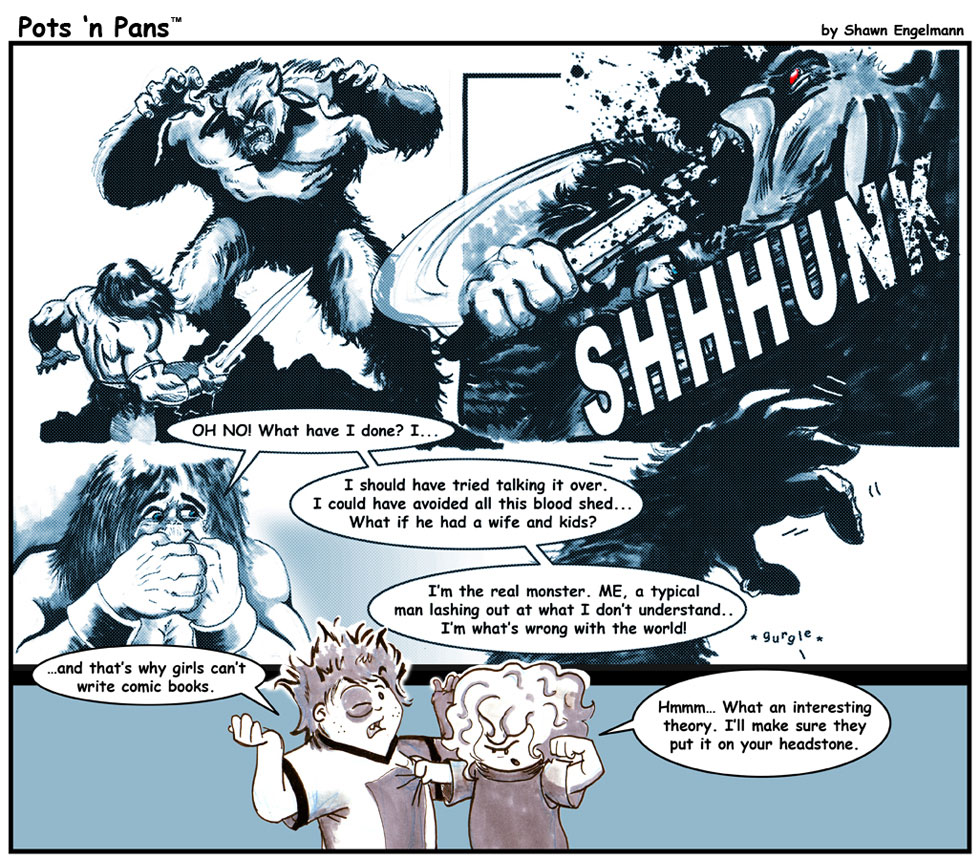 Pots ‘n Pans™
by Shawn Engelmann
SHHHUNK
OH NO! What have I done? I...
I should have tried talking it over.
I could have avoided all this blood shed...
What if he had a wife and kids?
I'm the real monster. ME, a typical
man lashing out at what I don't understand..
I'm what's wrong with the world!
*gurgle*
...and that's why girls can't
write comic books.
Hmmm... What an interesting
theory. I'll make sure they
put it on your headstone.